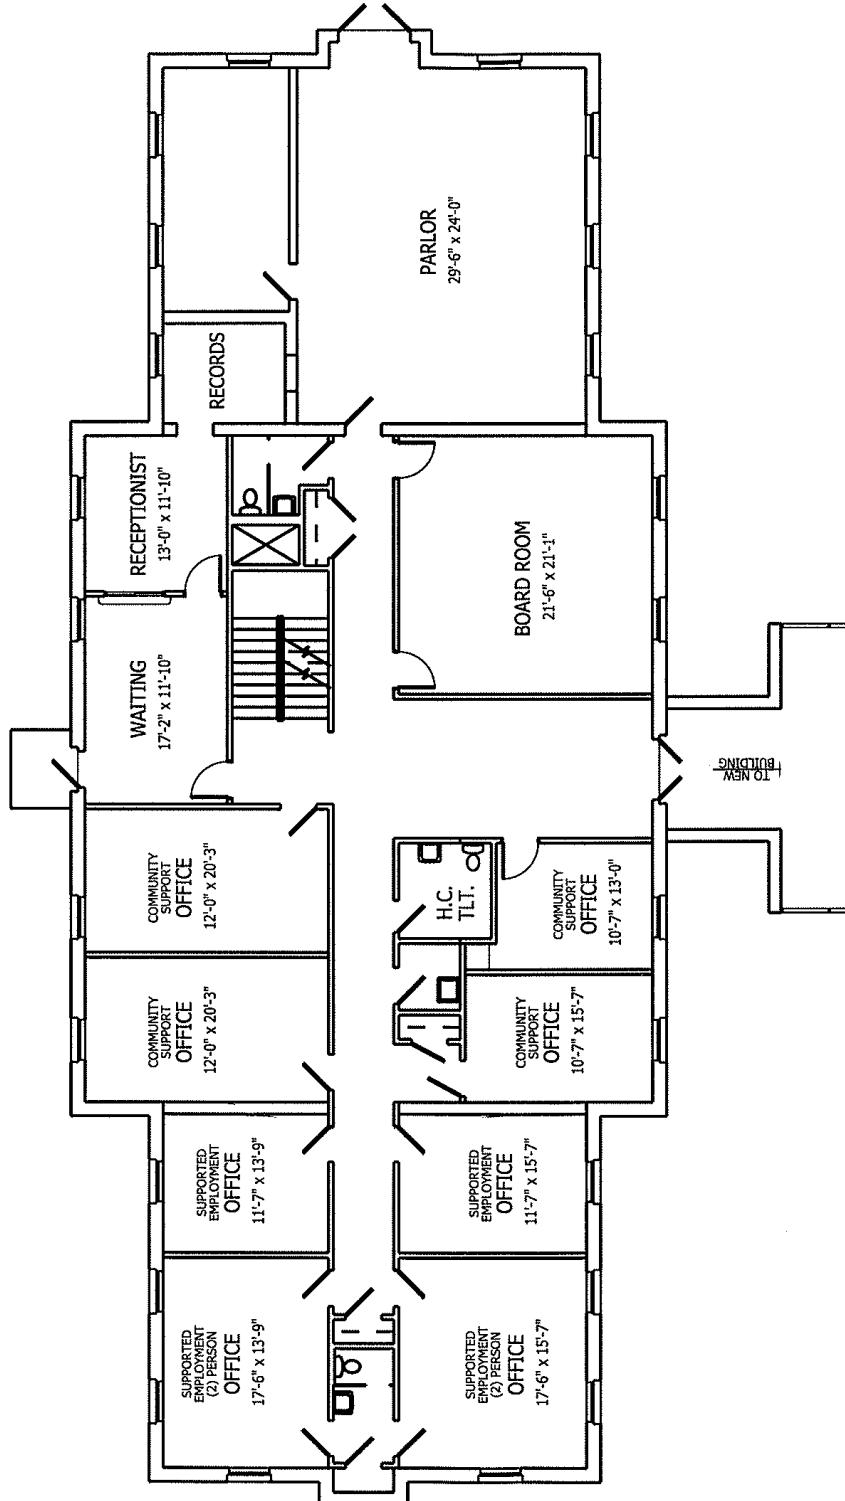 PARLOR
29'-6" x 24'-0"
RECORDS
RECEPTIONIST
13'-0" x 11'-10"
BOARD ROOM
21'-6" x 21'-1"
WAITING
17'-2" x 11'-10"
TO NEW
BUILDING
COMMUNITY
SUPPORT
OFFICE
12'-0" x 20'-3"
H.C.
TLT.
COMMUNITY
SUPPORT
OFFICE
10'-7" x 13'-0"
COMMUNITY
SUPPORT
OFFICE
12'-0" x 20'-3"
COMMUNITY
SUPPORT
OFFICE
10'-7" x 15'-7"
SUPPORTED
EMPLOYMENT
OFFICE
11'-7" x 13'-9"
SUPPORTED
EMPLOYMENT
OFFICE
11'-7" x 15'-7"
SUPPORTED
EMPLOYMENT
(2) PERSON
OFFICE
17'-6" x 13'-9"
SUPPORTED
EMPLOYMENT
(2) PERSON
OFFICE
17'-6" x 15'-7"